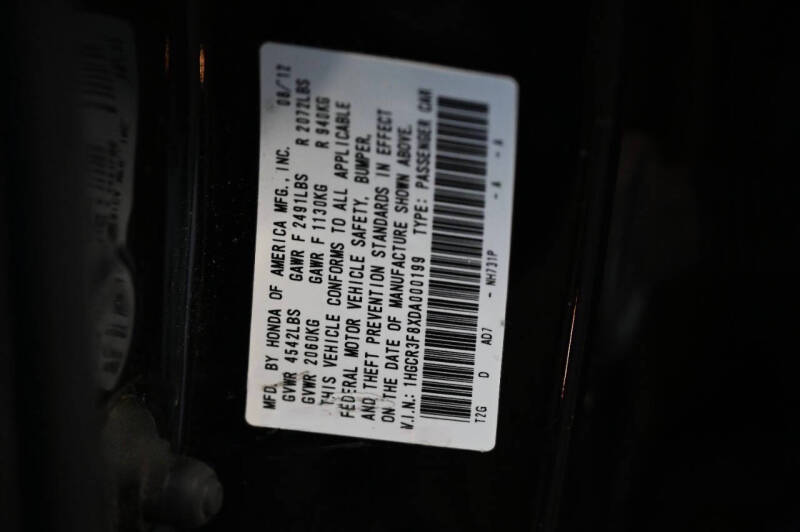 MFD. BY HONDA OF AMERICA MFG., INC. 08/'12
GVWR 4542LBS GAWR F 2491LBS R 2072LBS
GVWR 2060KG GAWR F 1130KG R 940KG
THIS VEHICLE CONFORMS TO ALL APPLICABLE
FEDERAL MOTOR VEHICLE SAFETY, BUMPER,
AND THEFT PREVENTION STANDARDS IN EFFECT
ON THE DATE OF MANUFACTURE SHOWN ABOVE.
V.I.N.: 1HGCR3F8XDA000199 TYPE: PASSENGER CAR
T2G D AD7 - NH731P - A - A